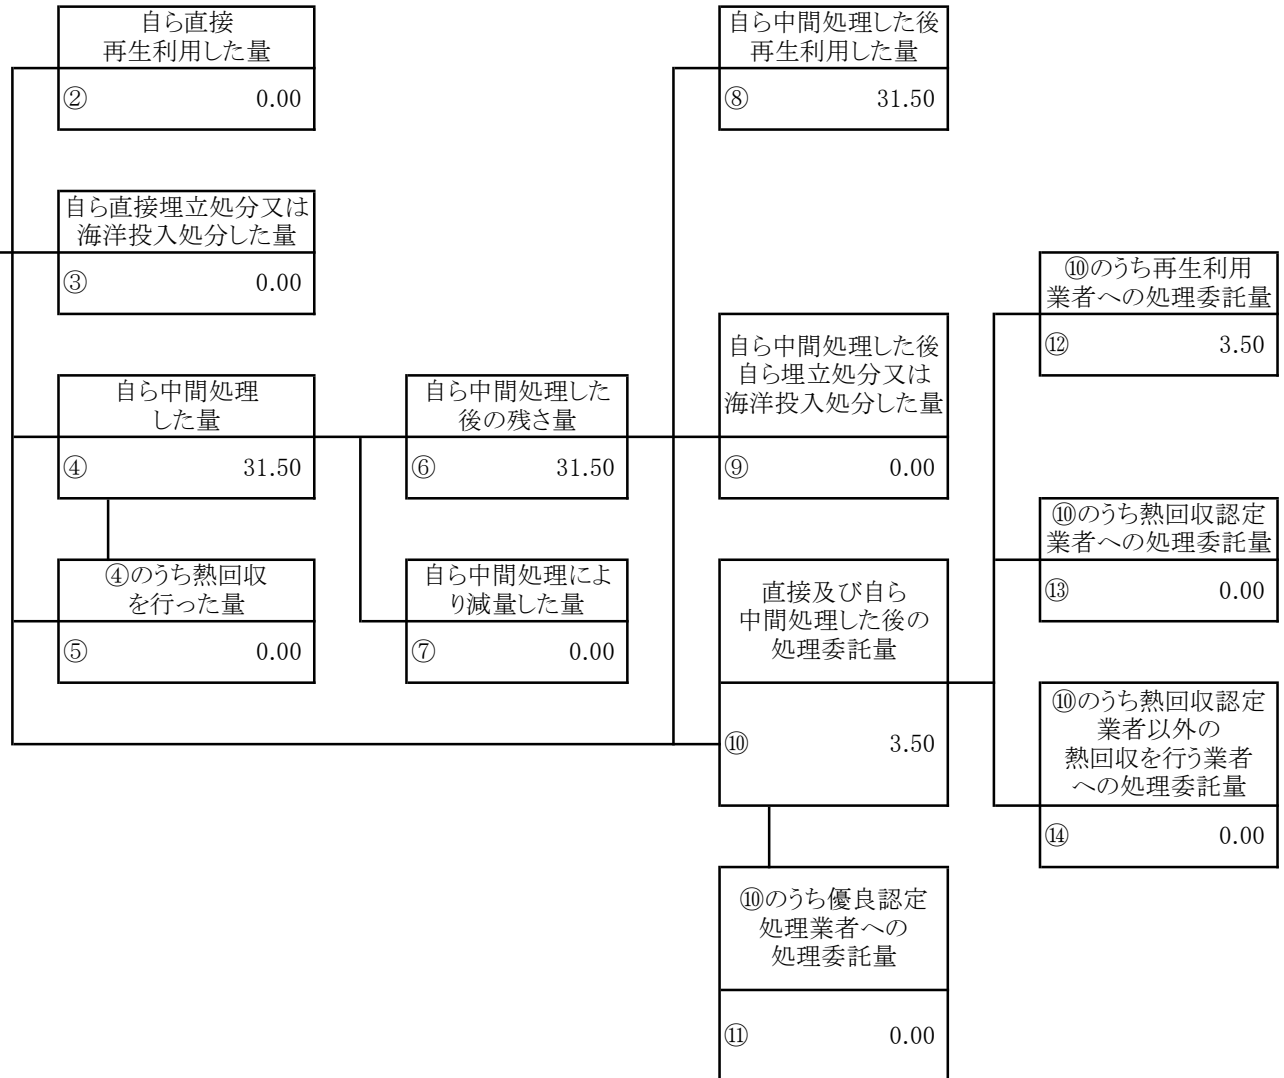 自ら直接
再生利用した量
② 0.00
自ら直接埋立処分又は
海洋投入処分した量
③ 0.00
自ら中間処理
した量
④ 31.50
④のうち熱回収
を行った量
⑤ 0.00
自ら中間処理した
後の残さ量
⑥ 31.50
自ら中間処理によ
り減量した量
⑦ 0.00
自ら中間処理した後
再生利用した量
⑧ 31.50
自ら中間処理した後
自ら埋立処分又は
海洋投入処分した量
⑨ 0.00
直接及び自ら
中間処理した後の
処理委託量
⑩ 3.50
⑩のうち優良認定
処理業者への
処理委託量
⑪ 0.00
⑩のうち再生利用
業者への処理委託量
⑫ 3.50
⑩のうち熱回収認定
業者への処理委託量
⑬ 0.00
⑩のうち熱回収認定
業者以外の
熱回収を行う業者
への処理委託量
⑭ 0.00